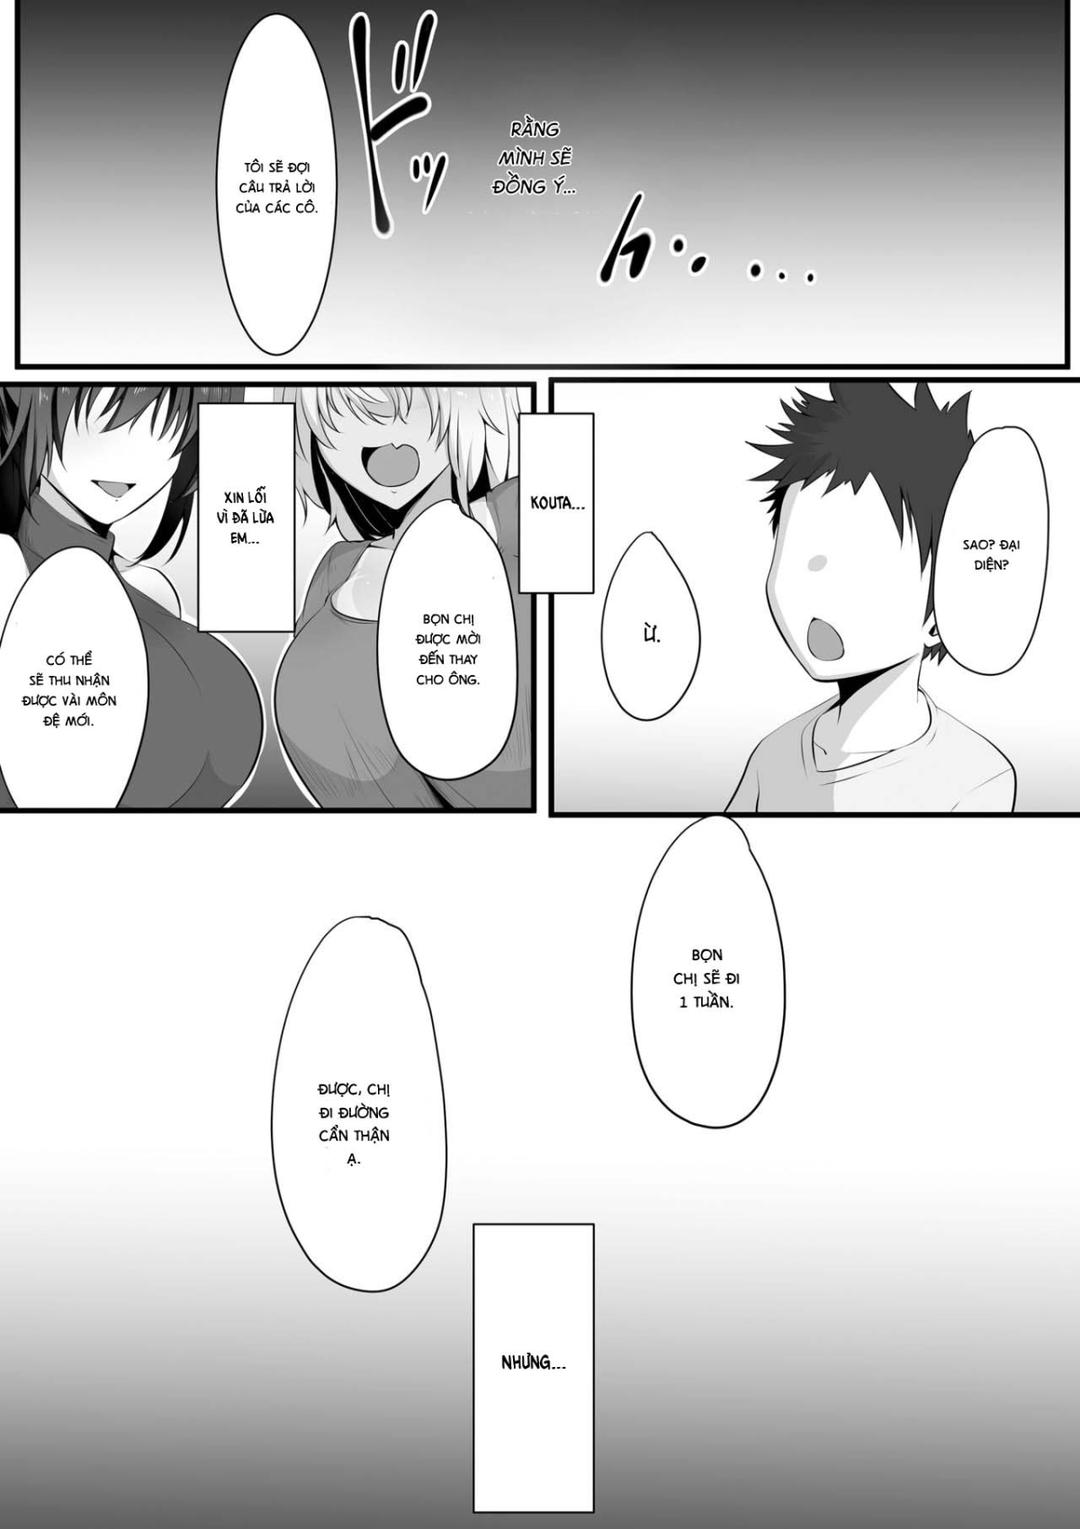 RẰNG
MÌNH SẼ
ĐỒNG Ý...
ドドッ
ん...
TÔI SẼ ĐỢI
CÂU TRẢ LỜI
CỦA CÁC CÔ.
SAO? ĐẠI
DIỆN?
Ừ.
KOUTA...
BỌN CHỊ
ĐƯỢC MỜI
ĐẾN THAY
CHO ÔNG.
XIN LỖI
VÌ ĐÃ LỪA
EM...
CÓ THỂ
SẼ THU NHẬN
ĐƯỢC VÀI MÔN
ĐỆ MỚI.
BỌN
CHỊ SẼ ĐI
1 TUẦN.
ĐƯỢC, CHỊ
ĐI ĐƯỜNG
CẨN THẬN
Ạ.
NHƯNG...